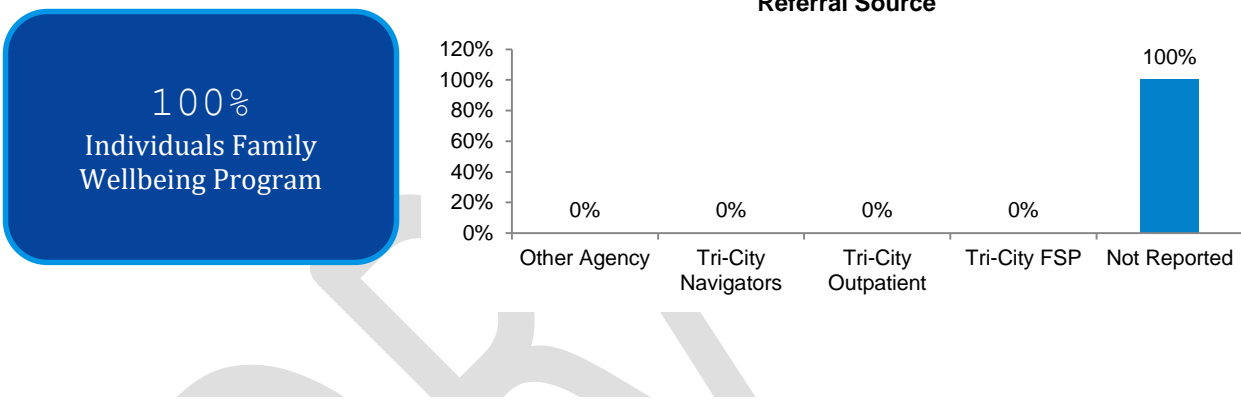 Referral Source
100%
Individuals Family
Wellbeing Program
120%
100%
80%
60%
40%
20%
0%
0%
0%
0%
0%
100%
Other Agency
Tri-City
Navigators
Tri-City
Outpatient
Tri-City FSP
Not Reported